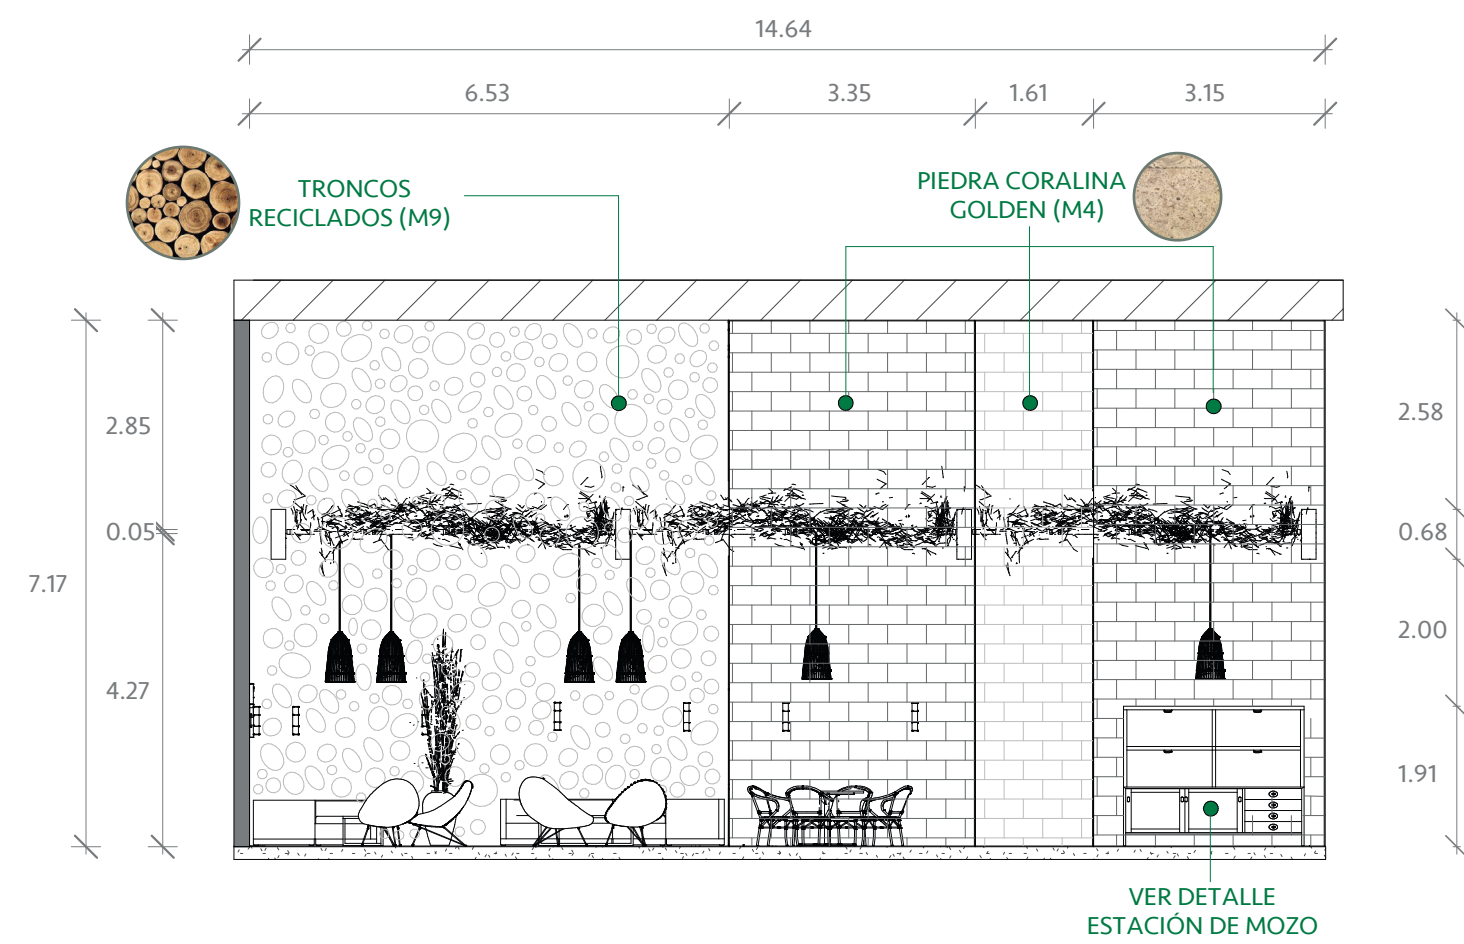 14.64
6.53
3.35
1.61
3.15
TRONCOS
RECICLADOS (M9)
PIEDRA CORALINA
GOLDEN (M4)
2.85
0.05
7.17
4.27
2.58
0.68
2.00
1.91
VER DETALLE
ESTACIÓN DE MOZO